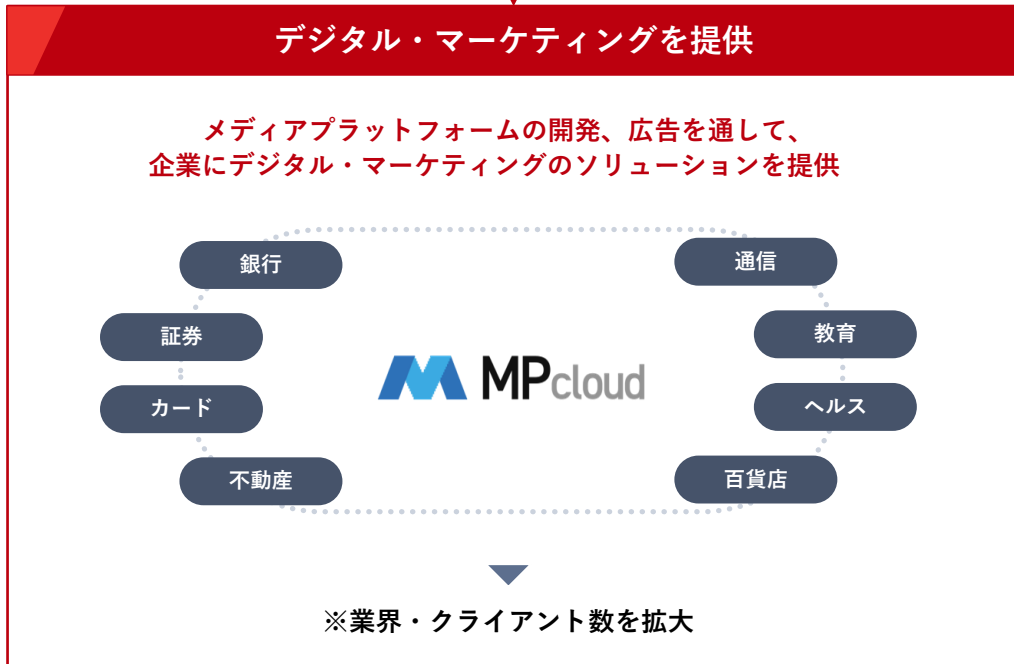 デジタル・マーケティングを提供
メディアプラットフォームの開発、広告を通して、
企業にデジタル・マーケティングのソリューションを提供
銀行
通信
証券
教育
MPcloud
カード
ヘルス
不動産
百貨店
※業界・クライアント数を拡大